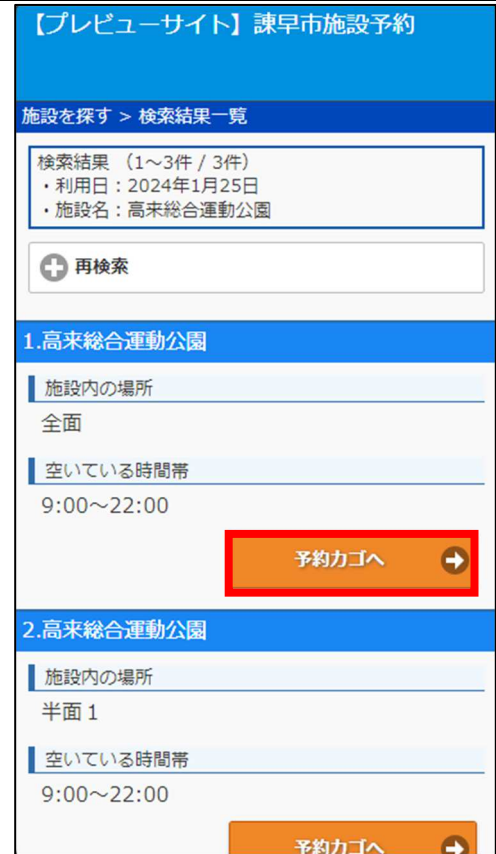 【プレビューサイト】諫早市施設予約
施設を探す > 検索結果一覧
検索結果 （1～3件 / 3件）
・利用日：2024年1月25日
・施設名：高来総合運動公園
再検索
1.高来総合運動公園
施設内の場所
全面
空いている時間帯
9:00～22:00
予約カゴへ
2.高来総合運動公園
施設内の場所
半面１
空いている時間帯
9:00～22:00
予約カゴへ